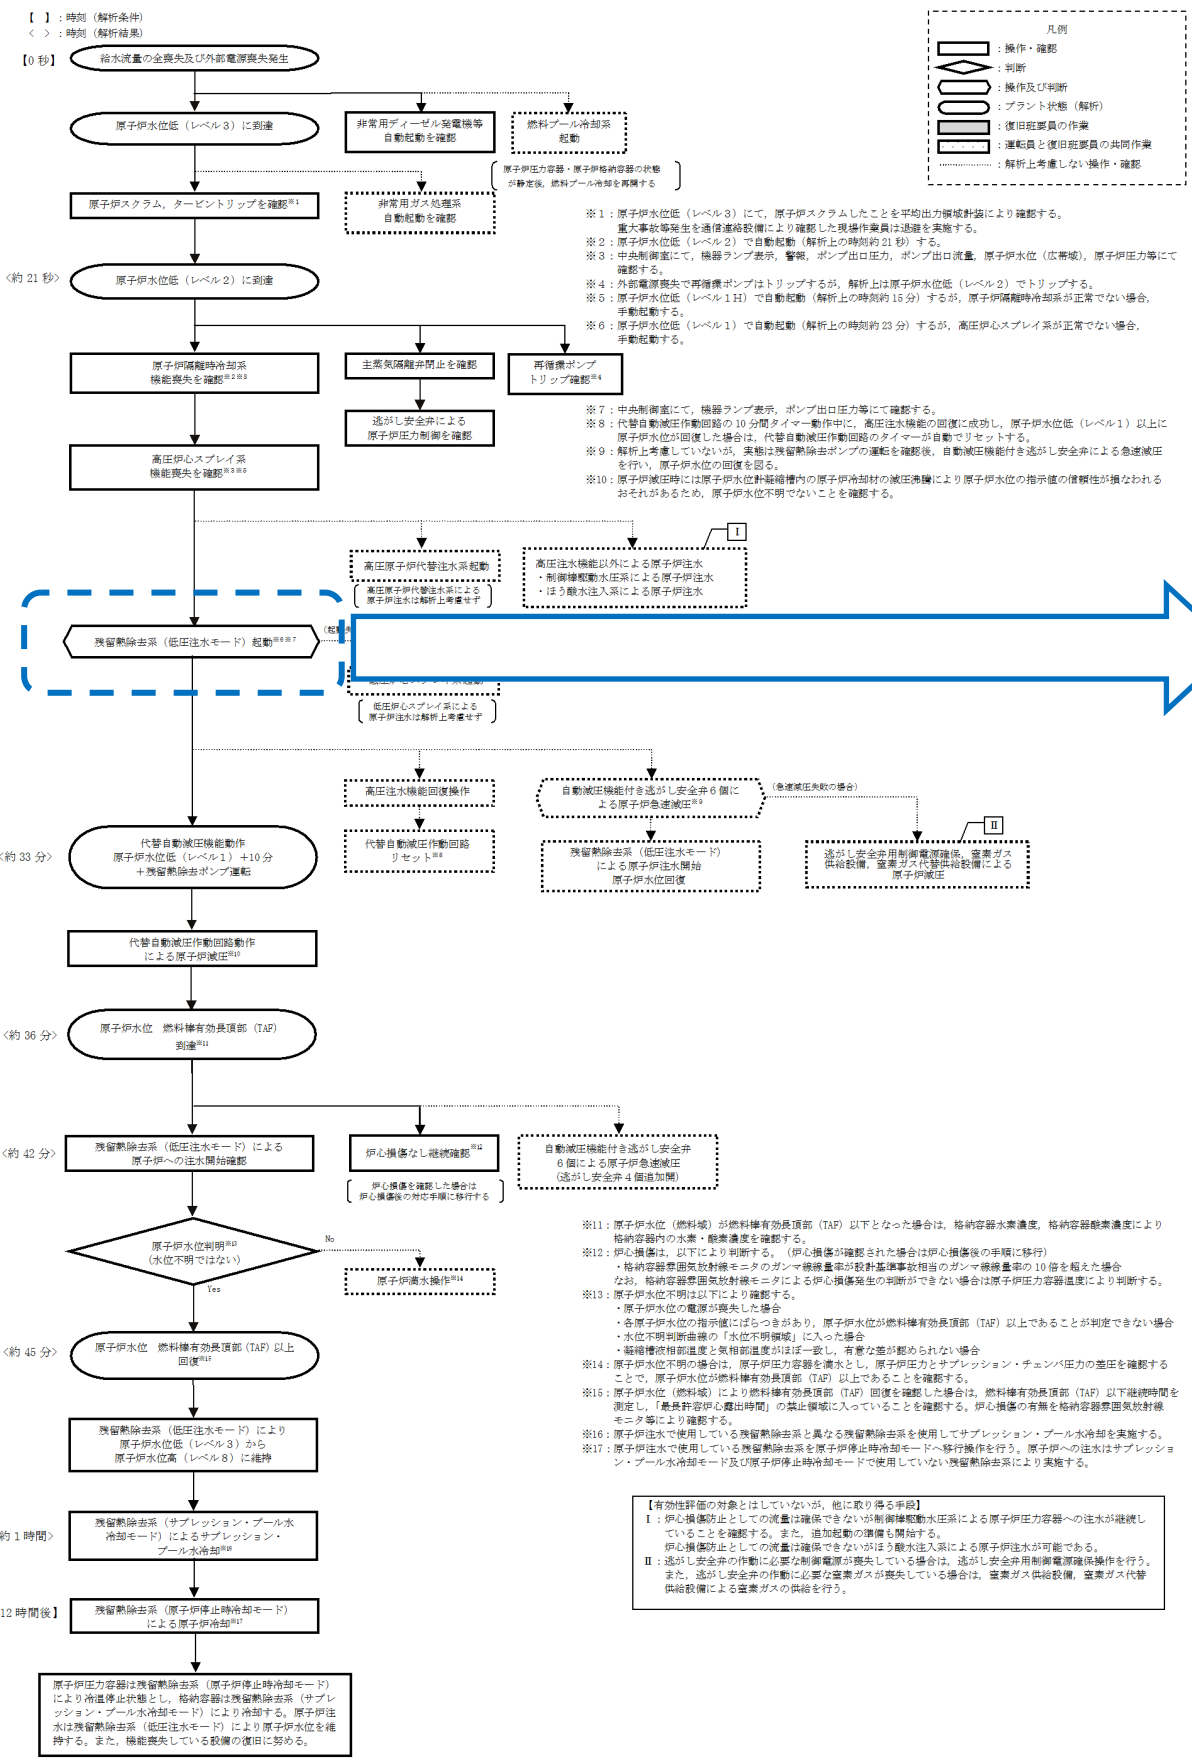 【　】：時刻（解析条件）
＜　＞：時刻（解析結果）
凡例
：操作・確認
：判断
：操作及び判断
：プラント状態（解析）
：復旧班要員の作業
：運転員と復旧班要員の共同作業
：解析上考慮しない操作・確認
【0秒】
給水流量の全喪失及び外部電源喪失発生
原子炉水位低（レベル３）に到達
非常用ディーゼル発電機等
自動起動を確認
燃料プール冷却系
起動
原子炉圧力容器・原子炉格納容器の状態
が静定後，燃料プール冷却を再開する
原子炉スクラム，タービントリップを確認※1
非常用ガス処理系
自動起動を確認
＜約21秒＞
原子炉水位低（レベル２）に到達
原子炉隔離時冷却系
機能喪失を確認※2※3
主蒸気隔離弁閉止を確認
再循環ポンプ
トリップ確認※4
逃がし安全弁による
原子炉圧力制御を確認
高圧炉心スプレイ系
機能喪失を確認※3※5
※１：原子炉水位低（レベル３）にて，原子炉スクラムしたことを平均出力領域計装により確認する。
重大事故等発生を通信連絡設備により確認した現場作業員は退避を実施する。
※２：原子炉水位低（レベル２）で自動起動（解析上の時刻約21秒）する。
※３：中央制御室にて，機器ランプ表示，警報，ポンプ出口圧力，ポンプ出口流量，原子炉水位（広帯域），原子炉圧力等にて
確認する。
※４：外部電源喪失で再循環ポンプはトリップするが，解析上は原子炉水位低（レベル２）でトリップする。
※５：原子炉水位低（レベル１Ｈ）で自動起動（解析上の時刻約15分）するが，原子炉隔離時冷却系が正常でない場合，
手動起動する。
※６：原子炉水位低（レベル１）で自動起動（解析上の時刻約23分）するが，高圧炉心スプレイ系が正常でない場合，
手動起動する。
※７：中央制御室にて，機器ランプ表示，ポンプ出口圧力等にて確認する。
※８：代替自動減圧作動回路の10分間タイマー動作中に，高圧注水機能の回復に成功し，原子炉水位低（レベル１）以上に
原子炉水位が回復した場合は，代替自動減圧作動回路のタイマーが自動でリセットする。
※９：解析上考慮していないが，実態は残留熱除去ポンプの運転を確認後，自動減圧機能付き逃がし安全弁による急速減圧
を行い，原子炉水位の回復を図る。
※10：原子炉減圧時には原子炉水位計凝縮槽内の原子炉冷却材の減圧沸騰により原子炉水位の指示値の信頼性が損なわれる
おそれがあるため，原子炉水位不明でないことを確認する。
高圧原子炉代替注水系起動
高圧原子炉代替注水系による
原子炉注水は解析上考慮せず
Ⅰ
高圧注水機能以外による原子炉注水
・制御棒駆動水圧系による原子炉注水
・ほう酸水注入系による原子炉注水
残留熱除去系（低圧注水モード）起動※6※7
低圧炉心スプレイ系による
原子炉注水は解析上考慮せず
高圧注水機能回復操作
自動減圧機能付き逃がし安全弁６個に
よる原子炉急速減圧※9
（急速減圧失敗の場合）
＜約33分＞
代替自動減圧機能動作
原子炉水位低（レベル１）＋10分
＋残留熱除去ポンプ運転
代替自動減圧作動回路
リセット※8
残留熱除去系（低圧注水モード）
による原子炉注水開始
原子炉水位回復
Ⅱ
逃がし安全弁用制御電源確保，窒素ガス
供給設備，窒素ガス代替供給設備による
原子炉減圧
代替自動減圧作動回路動作
による原子炉減圧※10
＜約36分＞
原子炉水位　燃料棒有効長頂部（TAF）
到達※11
＜約42分＞
残留熱除去系（低圧注水モード）による
原子炉への注水開始確認
炉心損傷なし継続確認※12
炉心損傷を確認した場合は
炉心損傷後の対応手順に移行する
自動減圧機能付き逃がし安全弁
６個による原子炉急速減圧
（逃がし安全弁４個追加開）
原子炉水位判明※13
（水位不明ではない）
No
Yes
原子炉満水操作※14
＜約45分＞
原子炉水位　燃料棒有効長頂部（TAF）以上
回復※15
残留熱除去系（低圧注水モード）により
原子炉水位低（レベル３）から
原子炉水位高（レベル８）に維持
約１時間＞
残留熱除去系（サプレッション・プール水
冷却モード）によるサプレッション・
プール水冷却※16
12時間後】
残留熱除去系（原子炉停止時冷却モード）
による原子炉冷却※17
原子炉圧力容器は残留熱除去系（原子炉停止時冷却モード）
により冷温停止状態とし，格納容器は残留熱除去系（サプレ
ッション・プール水冷却モード）により冷却する。原子炉注
水は残留熱除去系（低圧注水モード）により原子炉水位を維
持する。また，機能喪失している設備の復旧に努める。
※11：原子炉水位（燃料域）が燃料棒有効長頂部（TAF）以下となった場合は，格納容器水素濃度，格納容器酸素濃度により
格納容器内の水素・酸素濃度を確認する。
※12：炉心損傷は，以下により判断する。（炉心損傷が確認された場合は炉心損傷後の手順に移行）
・格納容器雰囲気放射線モニタのガンマ線線量率が設計基準事故相当のガンマ線線量率の10倍を超えた場合
なお，格納容器雰囲気放射線モニタによる炉心損傷発生の判断ができない場合は原子炉圧力容器温度により判断する。
※13：原子炉水位不明は以下により確認する。
・原子炉水位の電源が喪失した場合
・各原子炉水位の指示値にばらつきがあり，原子炉水位が燃料棒有効長頂部（TAF）以上であることが判定できない場合
・水位不明判断曲線の「水位不明領域」に入った場合
・凝縮槽液相部温度と気相部温度がほぼ一致し，有意な差が認められない場合
※14：原子炉水位不明の場合は，原子炉圧力容器を満水とし，原子炉圧力とサプレッション・チェンバ圧力の差圧を確認する
ことで，原子炉水位が燃料棒有効長頂部（TAF）以上であることを確認する。
※15：原子炉水位（燃料域）により燃料棒有効長頂部（TAF）回復を確認した場合は，燃料棒有効長頂部（TAF）以下継続時間を
測定し，「最長許容炉心露出時間」の禁止領域に入っていることを確認する。炉心損傷の有無を格納容器雰囲気放射線
モニタ等により確認する。
※16：原子炉注水で使用している残留熱除去系と異なる残留熱除去系を使用してサプレッション・プール水冷却を実施する。
※17：原子炉注水で使用している残留熱除去系を原子炉停止時冷却モードへ移行操作を行う。原子炉への注水はサプレッショ
ン・プール水冷却モード及び原子炉停止時冷却モードで使用していない残留熱除去系により実施する。
【有効性評価の対象とはしていないが，他に取り得る手段】
Ⅰ：炉心損傷防止としての流量は確保できないが制御棒駆動水圧系による原子炉圧力容器への注水が継続し
ていることを確認する。また，追加起動の準備も開始する。
炉心損傷防止としての流量は確保できないがほう酸水注入系による原子炉注水が可能である。
Ⅱ：逃がし安全弁の作動に必要な制御電源が喪失している場合は，逃がし安全弁用制御電源確保操作を行う。
また，逃がし安全弁の作動に必要な窒素ガスが喪失している場合は，窒素ガス供給設備，窒素ガス代替
供給設備による窒素ガスの供給を行う。